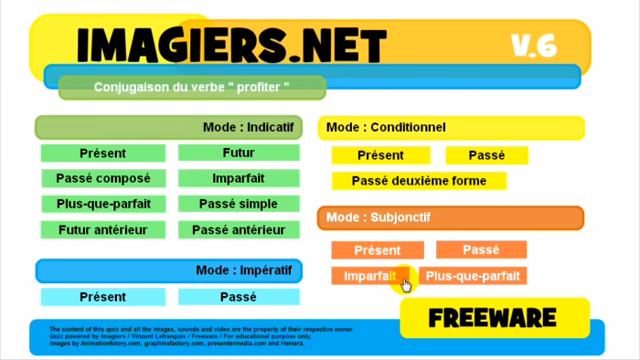 IMAGIERS.NET
V.6
Conjugaison du verbe " profiter "
Mode : Indicatif
Présent
Futur
Passé composé
Imparfait
Plus-que-parfait
Passé simple
Futur antérieur
Passé antérieur
Mode : Impératif
Présent
Passé
Mode : Conditionnel
Présent
Passé
Passé deuxième forme
Mode : Subjonctif
Présent
Passé
Imparfait
Plus-que-parfait
FREEWARE
The content of this quiz and all the images, sounds and video are the property of their respective owner.
Quiz powered by Imagiers / Vincent Lefrançois / Freeware / For educational purpose only.
Images by Animationfctory.com, graphicsfactory.com, presentermedia.com and Hemera.